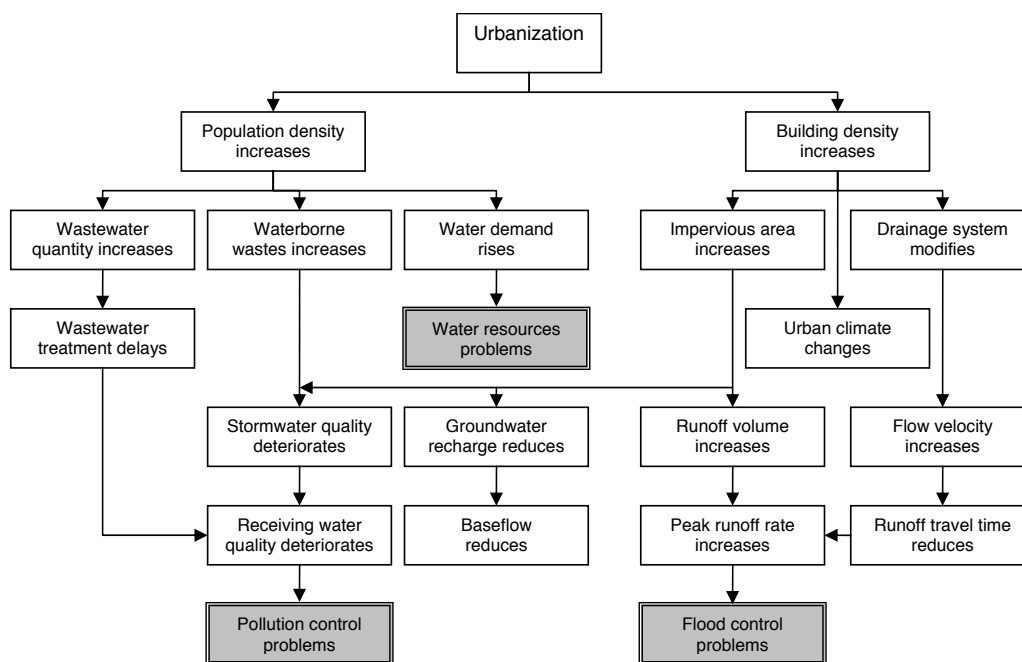 Urbanization
Population density
increases
Building density
increases
Wastewater
quantity increases
Waterborne
wastes increases
Water demand
rises
Impervious area
increases
Drainage system
modifies
Wastewater
treatment delays
Water resources
problems
Urban climate
changes
Stormwater quality
deteriorates
Groundwater
recharge reduces
Runoff volume
increases
Flow velocity
increases
Receiving water
quality deteriorates
Baseflow
reduces
Peak runoff rate
increases
Runoff travel time
reduces
Pollution control
problems
Flood control
problems